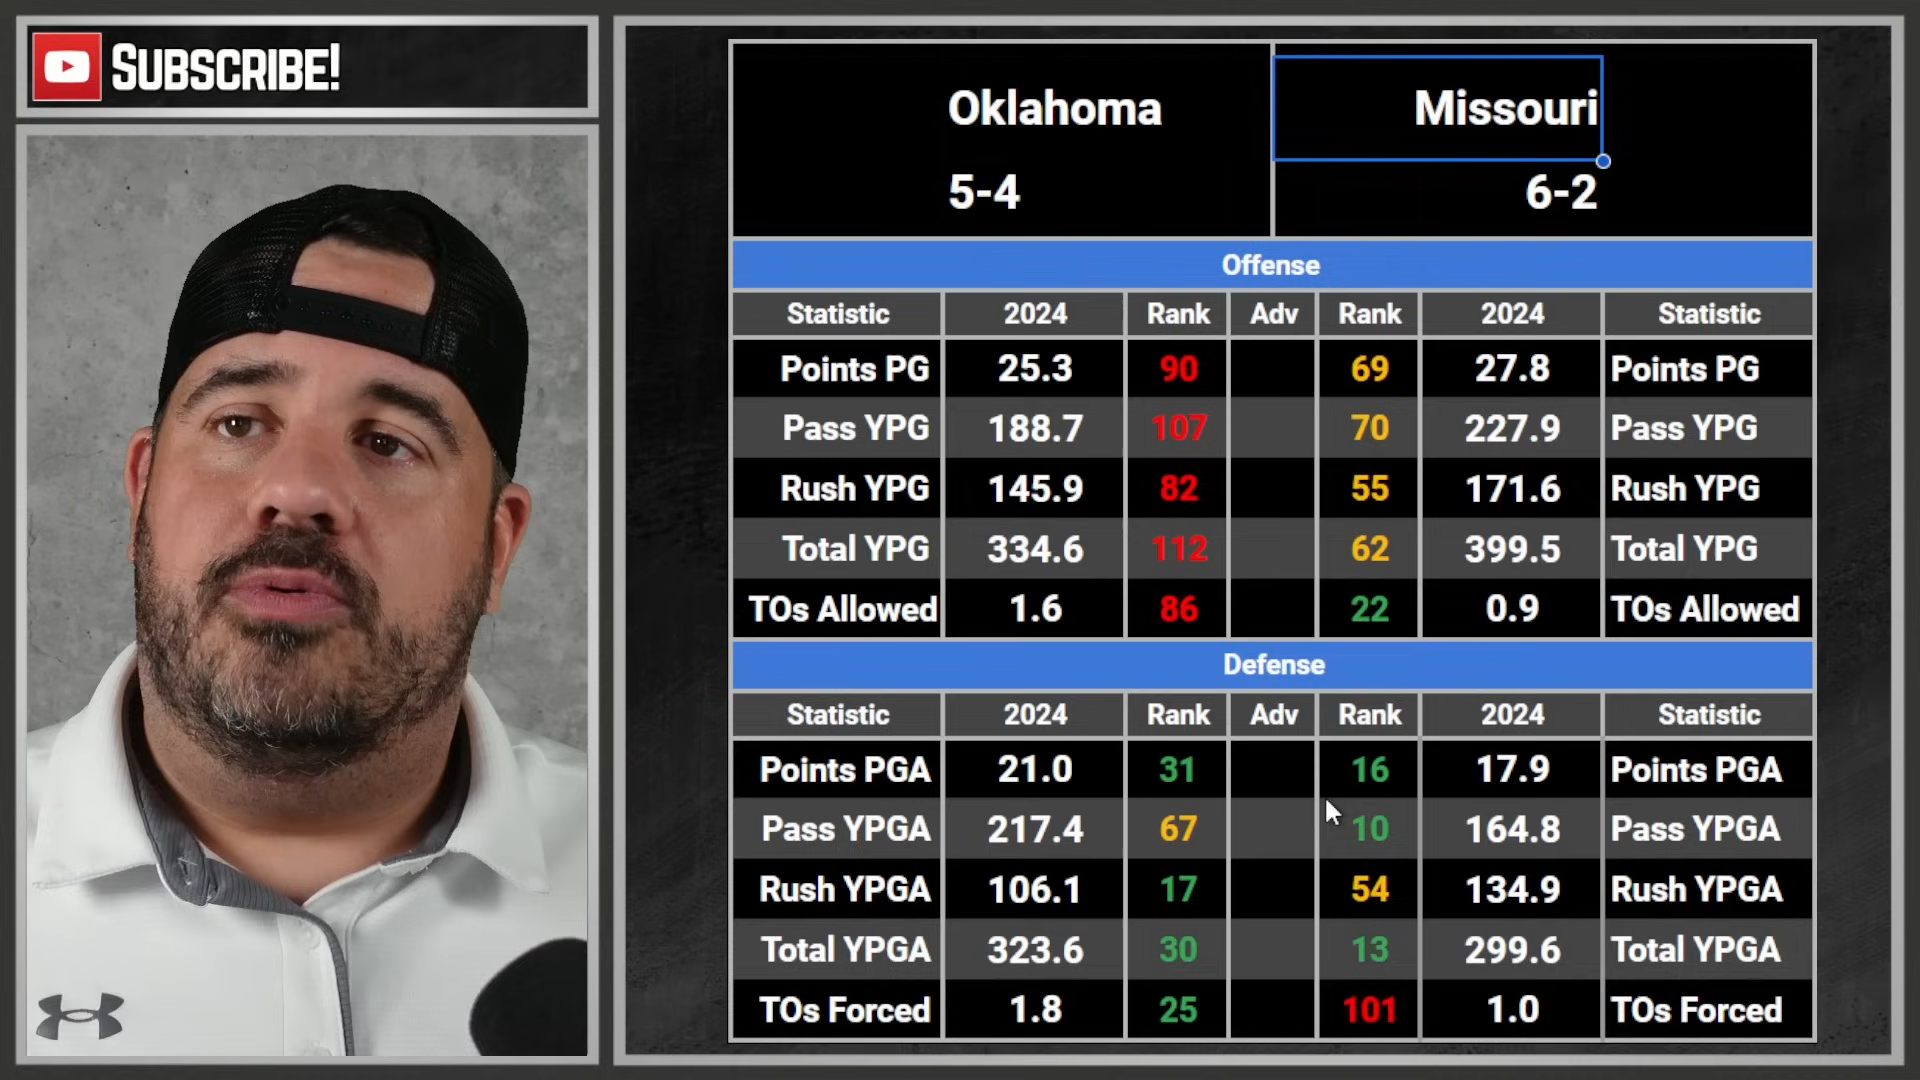 SUBSCRIBE!
Oklahoma Missouri
5-4 6-2
Offense
Statistic 2024 Rank Adv Rank 2024 Statistic
Points PG 25.3 90 69 27.8 Points PG
Pass YPG 188.7 107 70 227.9 Pass YPG
Rush YPG 145.9 82 55 171.6 Rush YPG
Total YPG 334.6 112 62 399.5 Total YPG
TOs Allowed 1.6 86 22 0.9 TOs Allowed
Defense
Statistic 2024 Rank Adv Rank 2024 Statistic
Points PGA 21.0 31 16 17.9 Points PGA
Pass YPGA 217.4 67 10 164.8 Pass YPGA
Rush YPGA 106.1 17 54 134.9 Rush YPGA
Total YPGA 323.6 30 13 299.6 Total YPGA
TOs Forced 1.8 25 101 1.0 TOs Forced